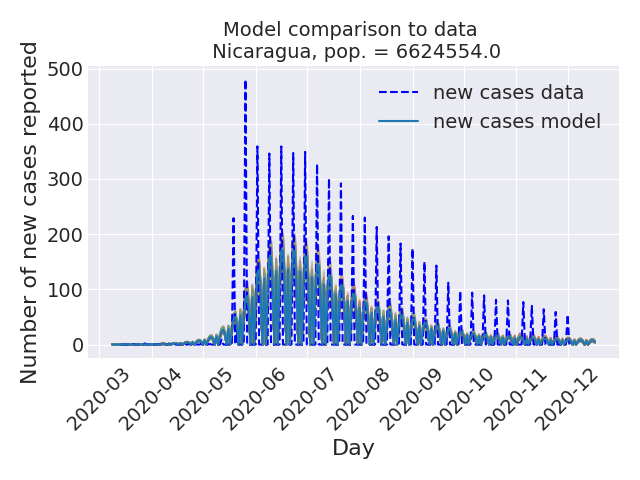 Model comparison to data
Nicaragua, pop. = 6624554.0
Number of new cases reported
500
400
300
200
100
0
new cases data
new cases model
2020-03
2020-04
2020-05
2020-06
2020-07
2020-08
2020-09
2020-10
2020-11
2020-12
Day